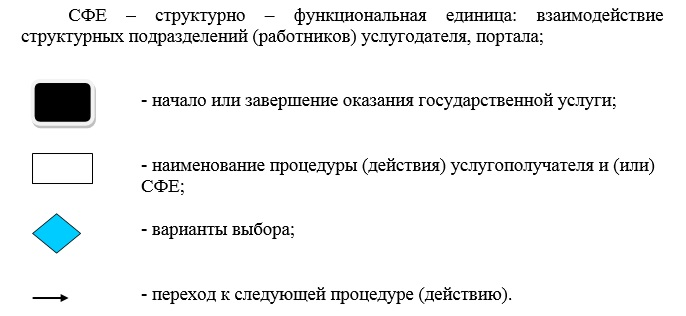 СФЕ – структурно – функциональная единица: взаимодействие
структурных подразделений (работников) услугодателя, портала;
- начало или завершение оказания государственной услуги;
- наименование процедуры (действия) услугополучателя и (или)
СФЕ;
- варианты выбора;
- переход к следующей процедуре (действию).